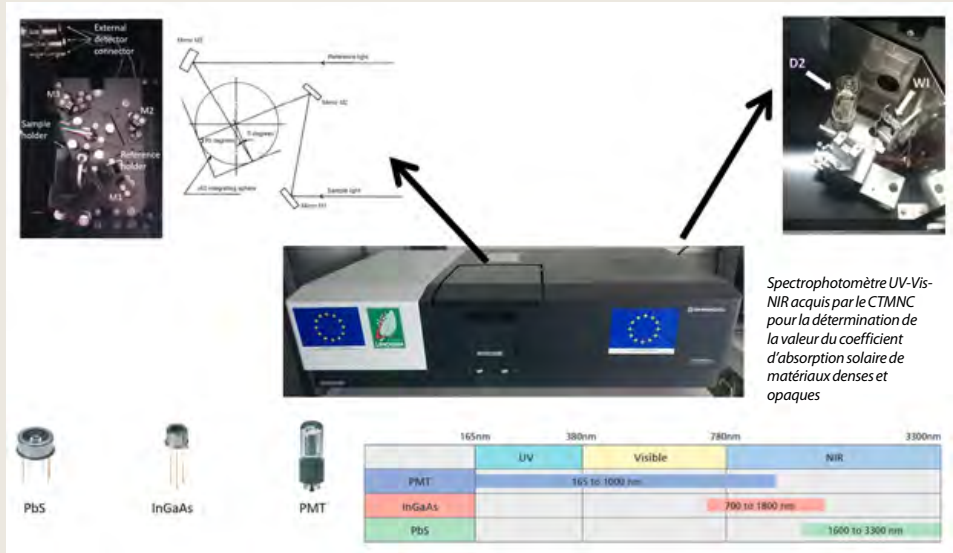 External
detector
connector
M3
M2
Sample
holder
Reference
holder
M1
Mirror M3
Reference light
Mirror M2
Sample light
Mirror M1
D2
WI
Spectrophotomètre UV-Vis-
NIR acquis par le CTMNC
pour la détermination de
la valeur du coefficient
d'absorption solaire de
matériaux denses et
opaques
PbS
InGaAs
PMT
165nm 380nm 780nm 3300nm
UV Visible NIR
PMT 165 to 1000 nm
InGaAs 700 to 1800 nm
PbS 1600 to 3300 nm